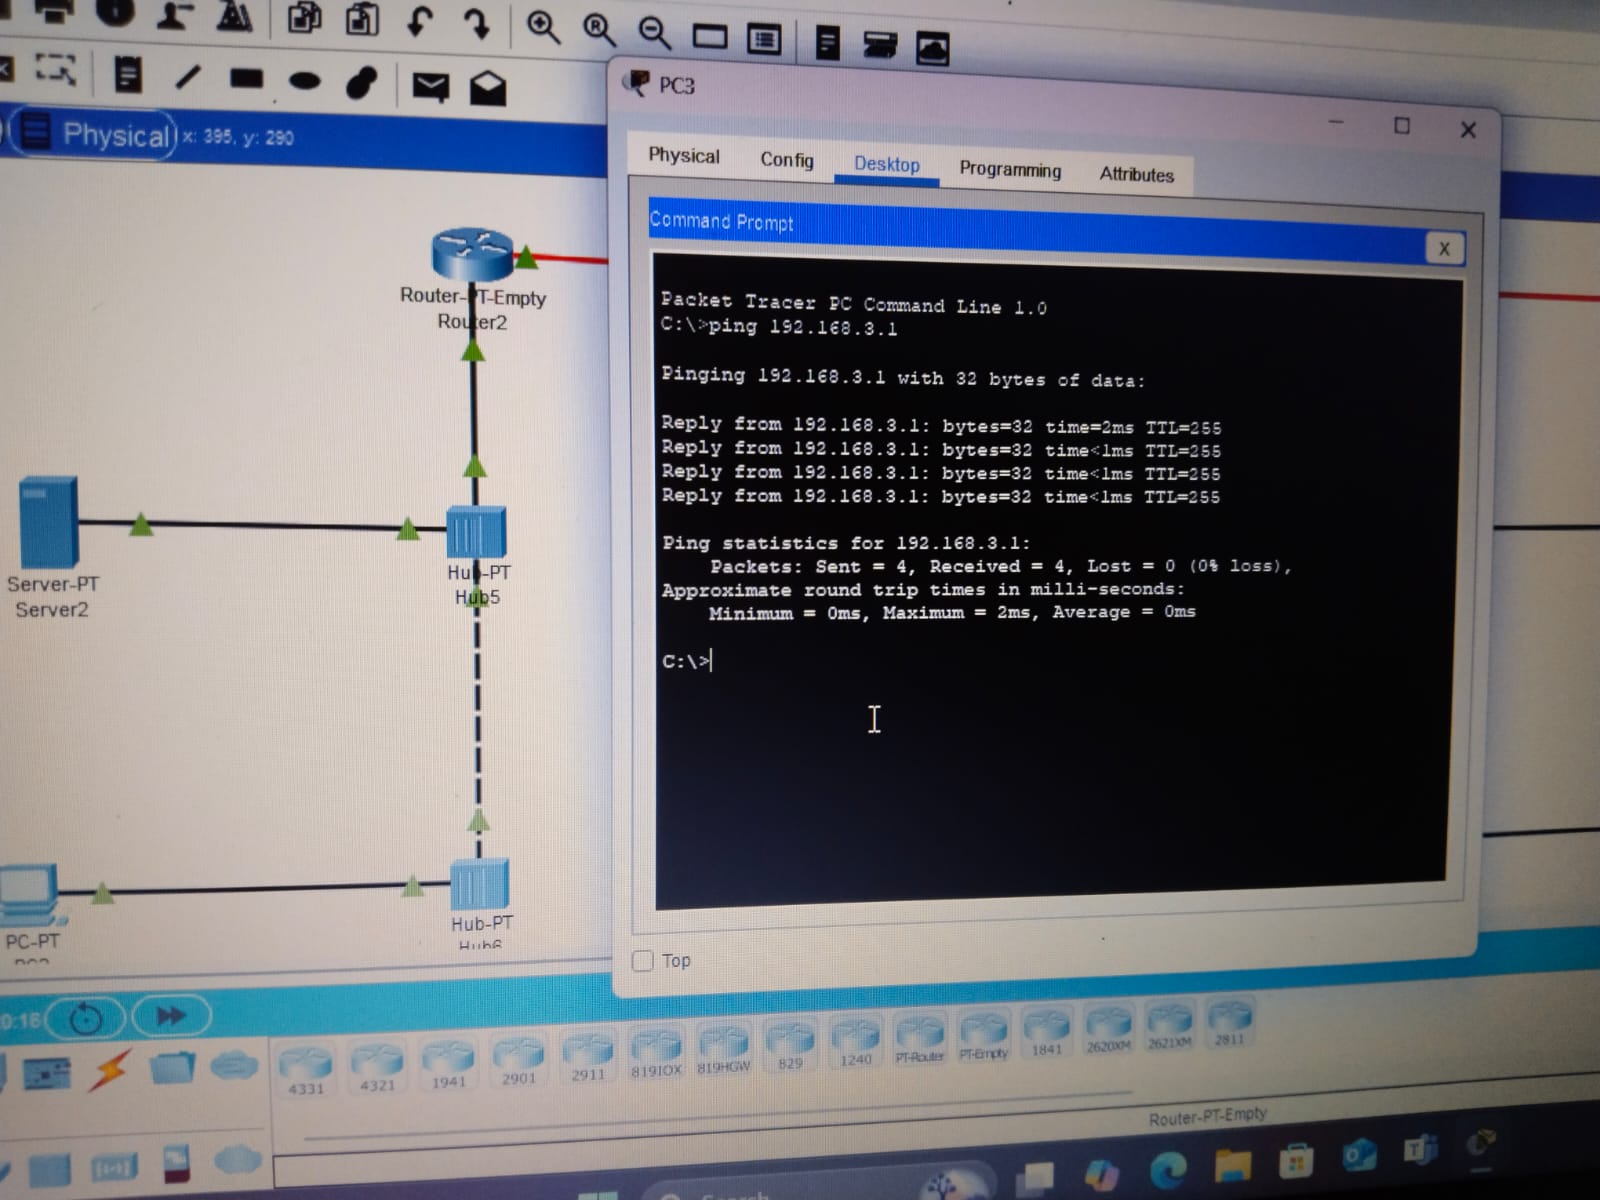 Physical x: 395, y: 290
PC3
Physical Config Desktop Programming Attributes
Command Prompt
X
Packet Tracer PC Command Line 1.0
C:\>ping 192.168.3.1
Pinging 192.168.3.1 with 32 bytes of data:
Reply from 192.168.3.1: bytes=32 time=2ms TTL=255
Reply from 192.168.3.1: bytes=32 time<1ms TTL=255
Reply from 192.168.3.1: bytes=32 time<1ms TTL=255
Reply from 192.168.3.1: bytes=32 time<1ms TTL=255
Ping statistics for 192.168.3.1:
Packets: Sent = 4, Received = 4, Lost = 0 (0% loss),
Approximate round trip times in milli-seconds:
Minimum = 0ms, Maximum = 2ms, Average = 0ms
C:\>
Top
Router-PT-Empty
Router2
Server-PT
Server2
Hub-PT
Hub5
PC-PT
Hub-PT
Hub6
0:16
4331 4321 1941 2901 2911 819IOX 819HGW 829 1240 PT-Router PT-Empty 1841 2620XM 2621XM 2811
Router-PT-Empty
Search